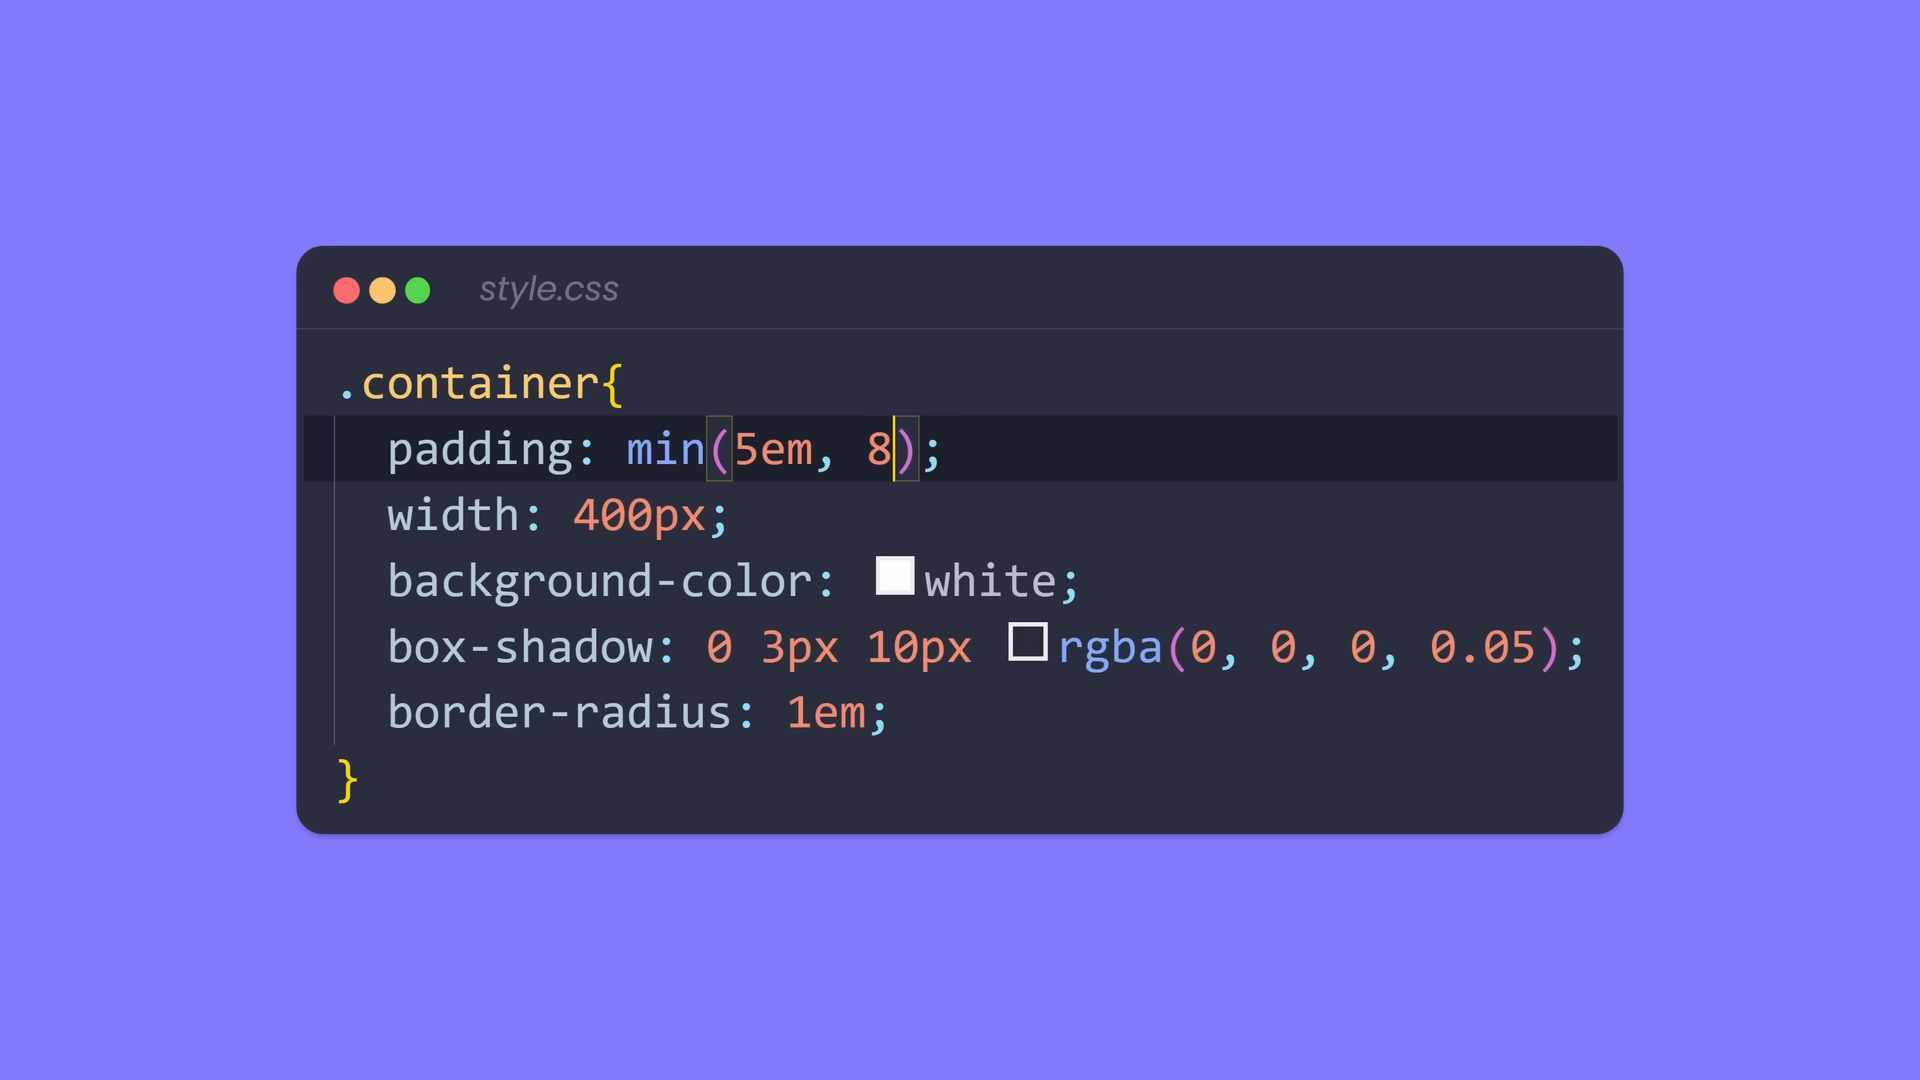 style.css
.container{
padding: min(5em, 8);
width: 400px;
background-color: white;
box-shadow: 0 3px 10px rgba(0, 0, 0, 0.05);
border-radius: 1em;
}